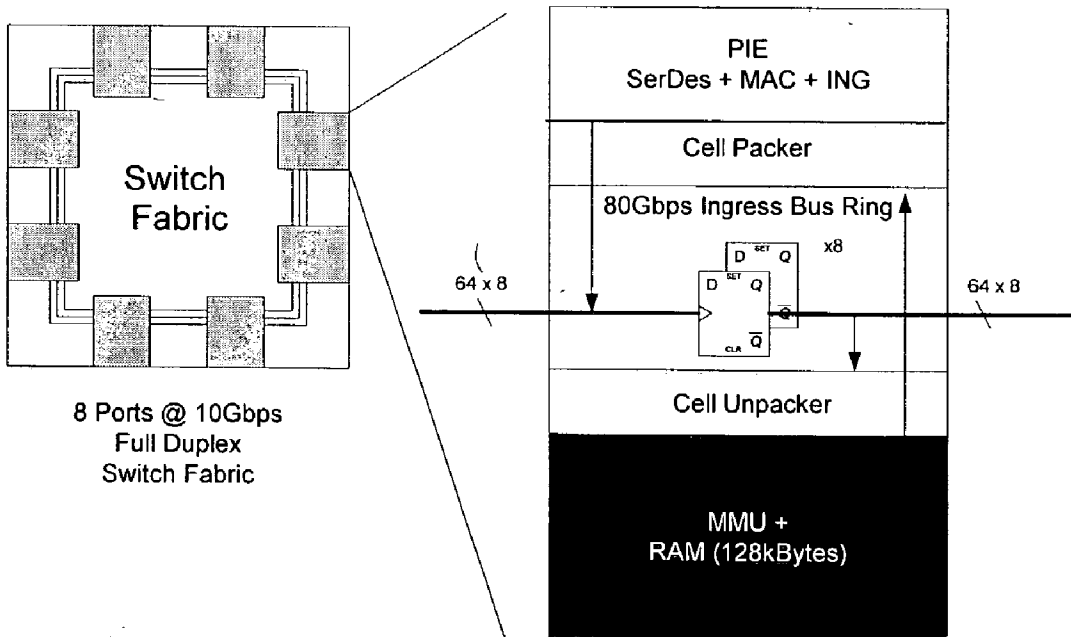 Switch
Fabric
8 Ports @ 10Gbps
Full Duplex
Switch Fabric
PIE
SerDes + MAC + ING
Cell Packer
80Gbps Ingress Bus Ring
x8
D SET Q
Q
D SET Q
CLR Q
64 x 8
64 x 8
Cell Unpacker
MMU +
RAM (128kBytes)